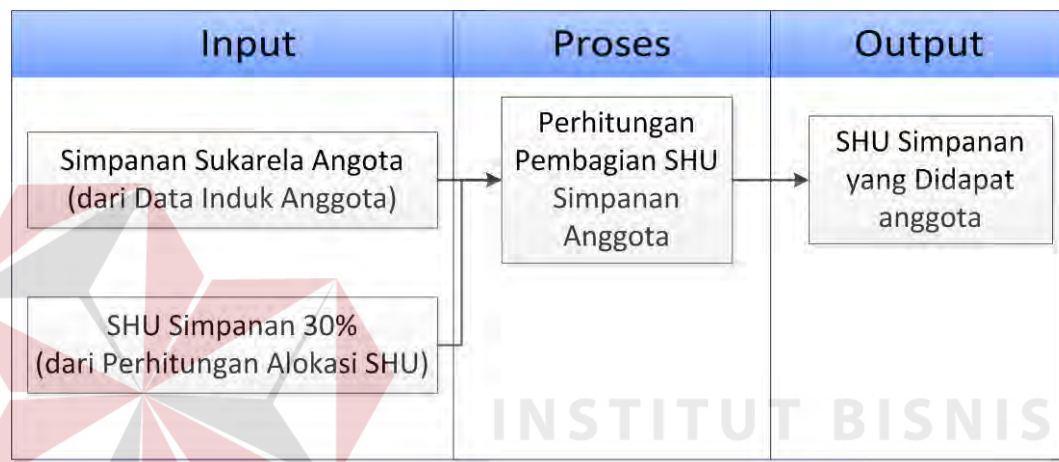 Input
Proses
Output
Simpanan Sukarela Angota
(dari Data Induk Anggota)
SHU Simpanan 30%
(dari Perhitungan Alokasi SHU)
Perhitungan
Pembagian SHU
Simpanan
Anggota
SHU Simpanan
yang Didapat
anggota
INSTITUT BISNIS